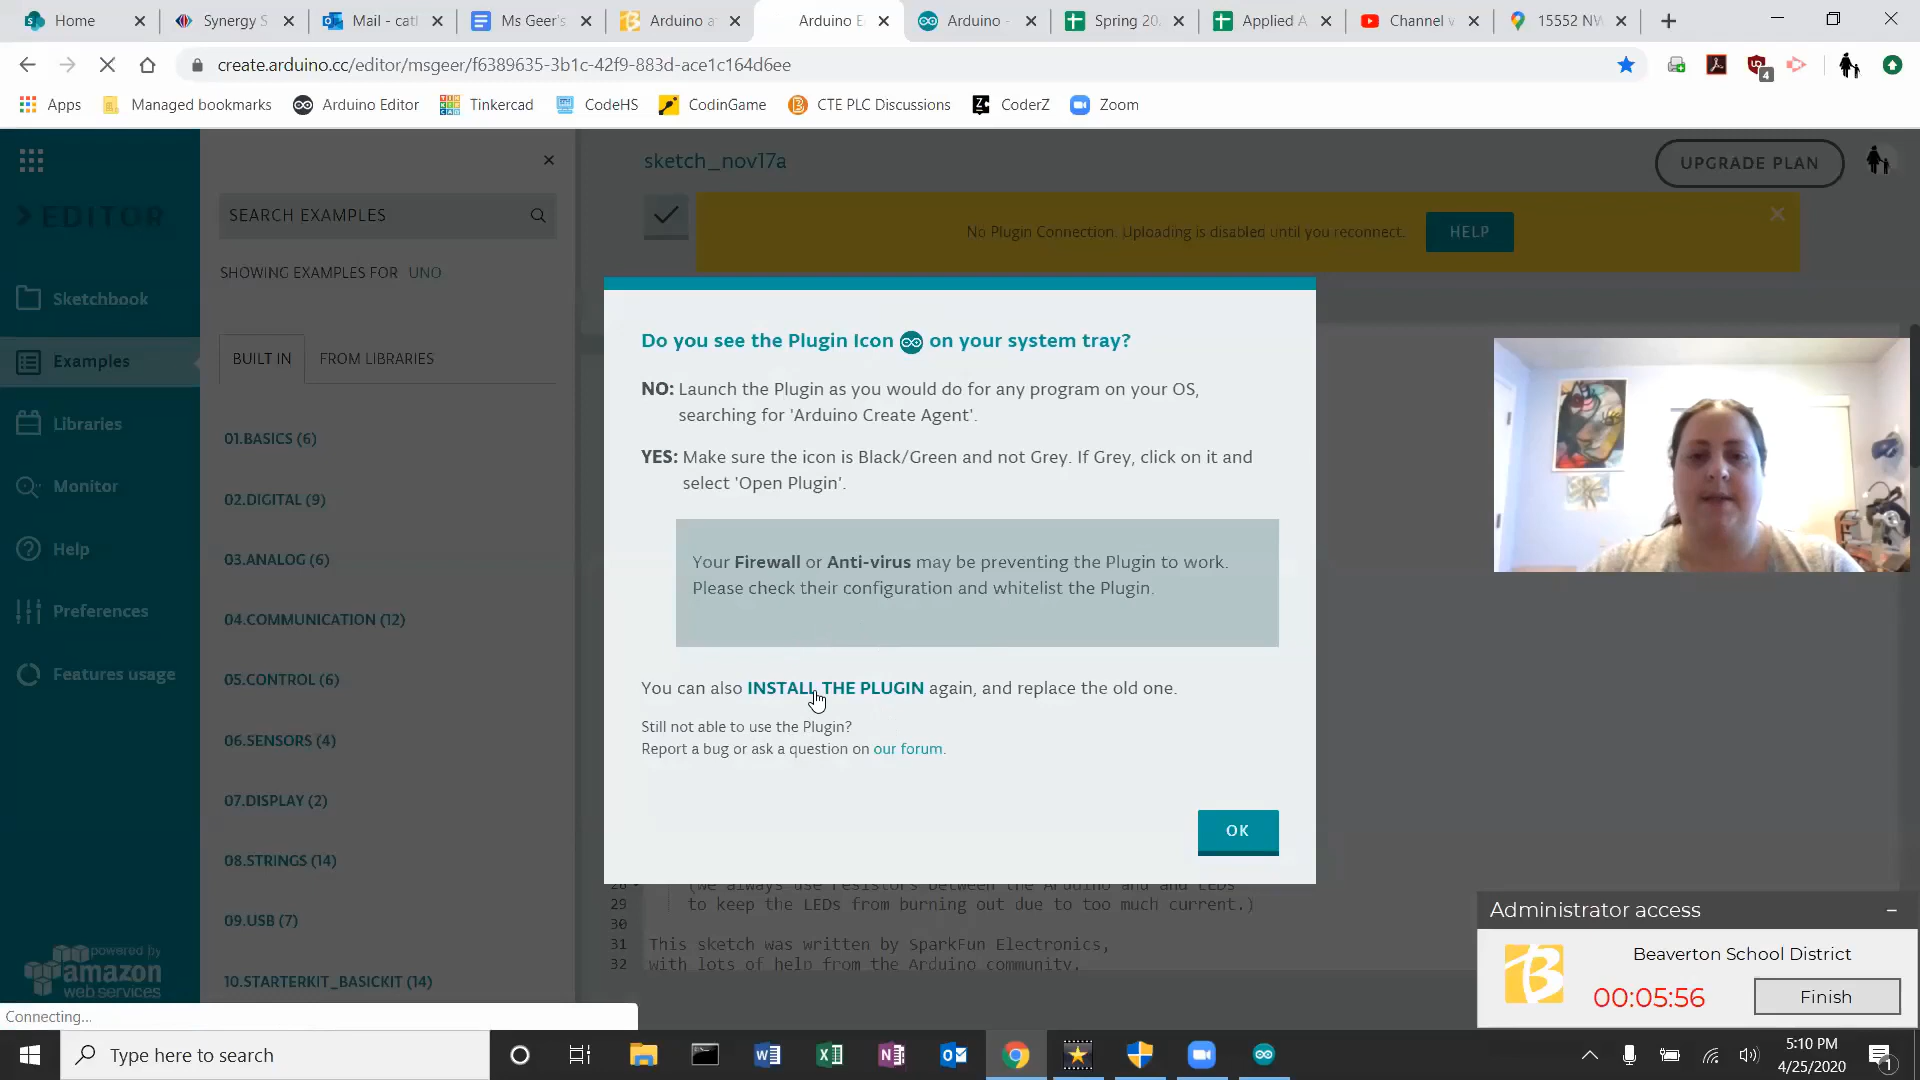 Home
Synergy S
Mail - catl
Ms Geer's
Arduino a
Arduino E
Arduino -
Spring 20
Applied A
Channel v
15552 NW
create.arduino.cc/editor/msgeer/f6389635-3b1c-42f9-883d-ace1c164d6ee
4
Apps
Managed bookmarks
Arduino Editor
Tinkercad
CodeHS
CodinGame
CTE PLC Discussions
CoderZ
Zoom
EDITOR
Sketchbook
Examples
Libraries
Monitor
Help
Preferences
Features usage
powered by
amazon
web services
SEARCH EXAMPLES
SHOWING EXAMPLES FOR UNO
BUILT IN
FROM LIBRARIES
01.BASICS (6)
02.DIGITAL (9)
03.ANALOG (6)
04.COMMUNICATION (12)
05.CONTROL (6)
06.SENSORS (4)
07.DISPLAY (2)
08.STRINGS (14)
09.USB (7)
10.STARTERKIT_BASICKIT (14)
sketch_nov17a
UPGRADE PLAN
No Plugin Connection. Uploading is disabled until you reconnect.
HELP
Do you see the Plugin Icon on your system tray?
NO: Launch the Plugin as you would do for any program on your OS,
searching for 'Arduino Create Agent'.
YES: Make sure the icon is Black/Green and not Grey. If Grey, click on it and
select 'Open Plugin'.
Your Firewall or Anti-virus may be preventing the Plugin to work.
Please check their configuration and whitelist the Plugin.
You can also INSTALL THE PLUGIN again, and replace the old one.
Still not able to use the Plugin?
Report a bug or ask a question on our forum.
OK
28 (We always use resistors between the Arduino and and LEDs
29 to keep the LEDs from burning out due to too much current.)
30
31 This sketch was written by SparkFun Electronics,
32 with lots of help from the Arduino community.
Administrator access
Beaverton School District
00:05:56
Finish
Connecting...
Type here to search
5:10 PM
4/25/2020
1